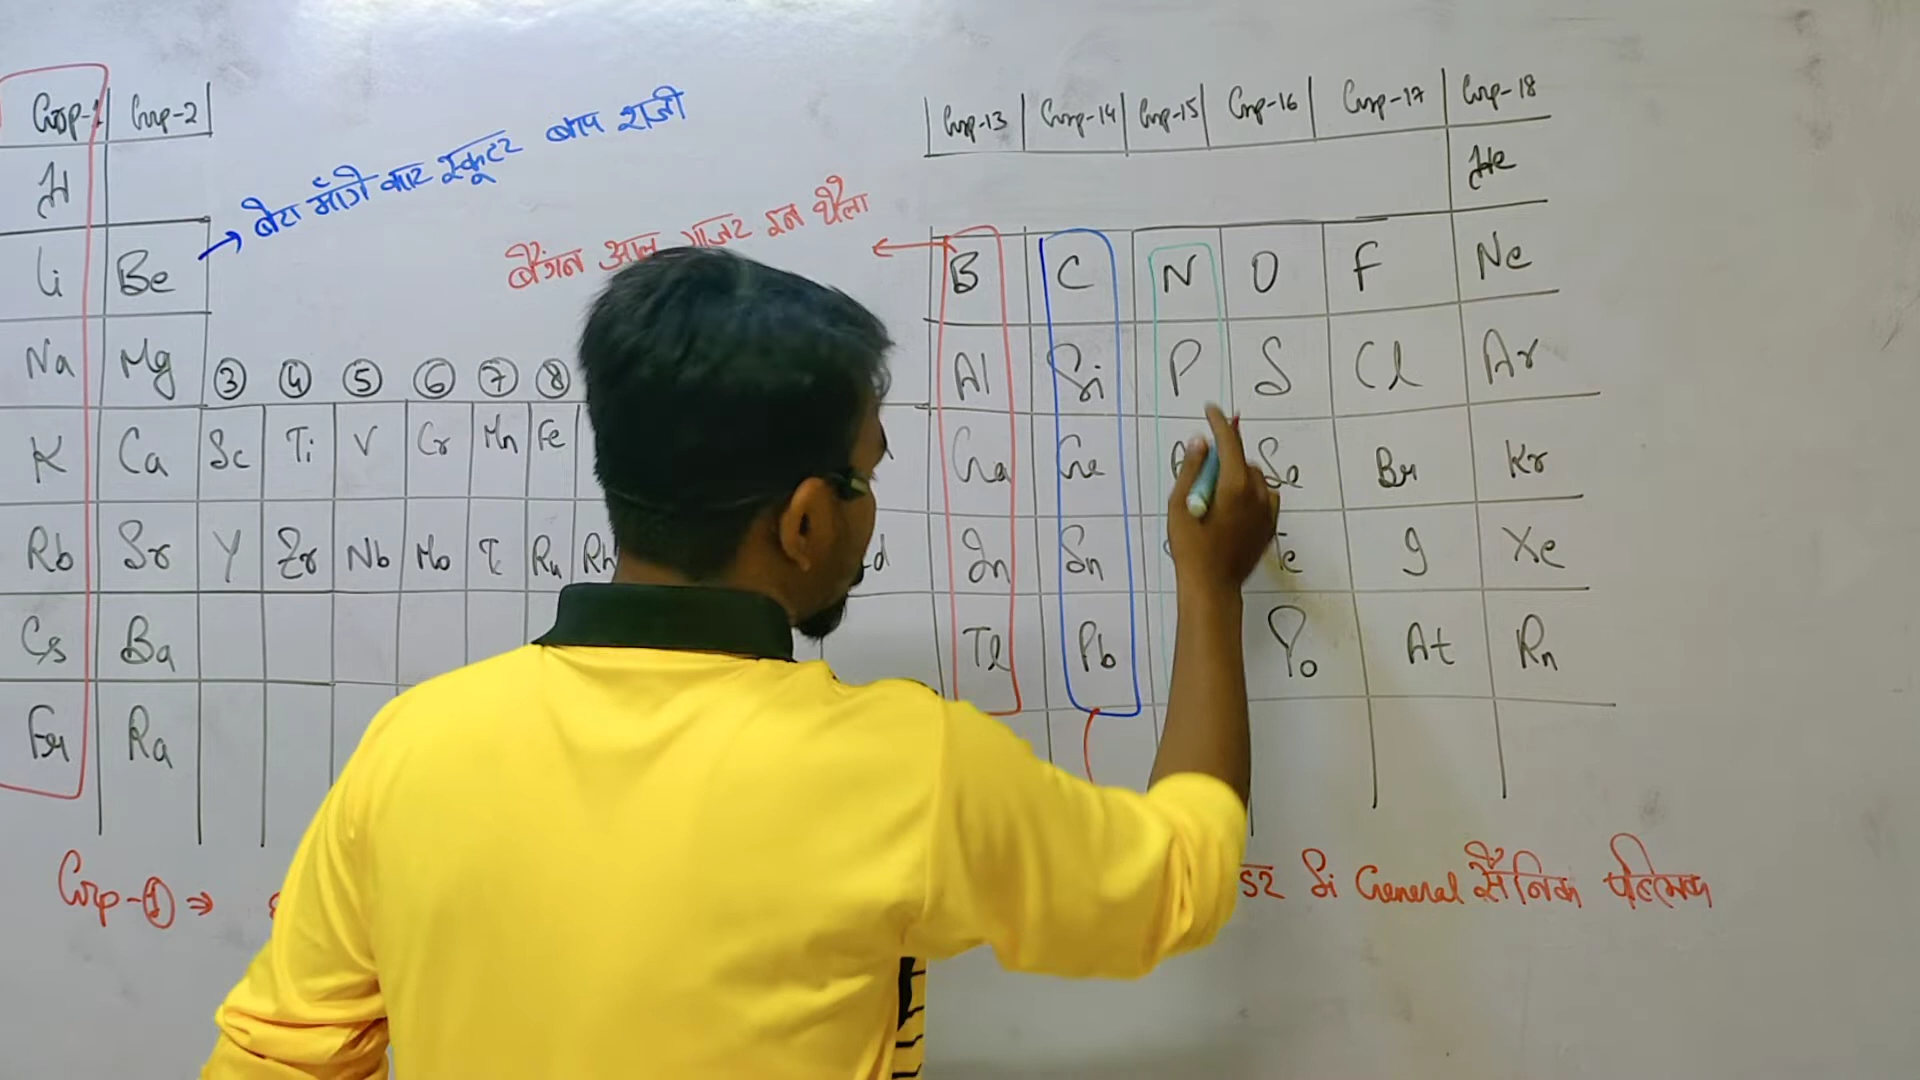 Grp-1 Grp-2 Grp-13 Grp-14 Grp-15 Grp-16 Grp-17 Grp-18
H He
बेटा माँगे कार स्कूटर बाप राजी
बैंगन आलू गाजर इन थैला
Li Be B C N O F Ne
Na Mg ③ ④ ⑤ ⑥ ⑦ ⑧ Al Si P S Cl Ar
K Ca Sc Ti V Cr Mn Fe Ga Ge Se Br Kr
Rb Sr Y Zr Nb Mo Tc Ru Rh In Sn Te I Xe
Cs Ba Tl Pb Po At Rn
Fr Ra
Grp-① ⇒ Si General सैनिक